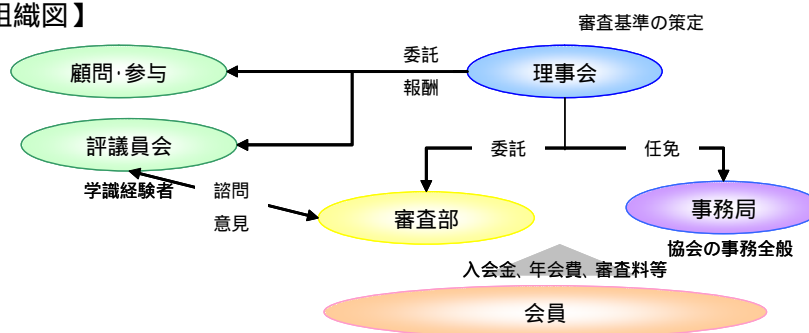 組織図】
審査基準の策定
委託
顧問・参与
理事会
報酬
評議員会
委託
任免
学識経験者
諮問
意見
審査部
事務局
協会の事務全般
入会金、年会費、審査料等
会員